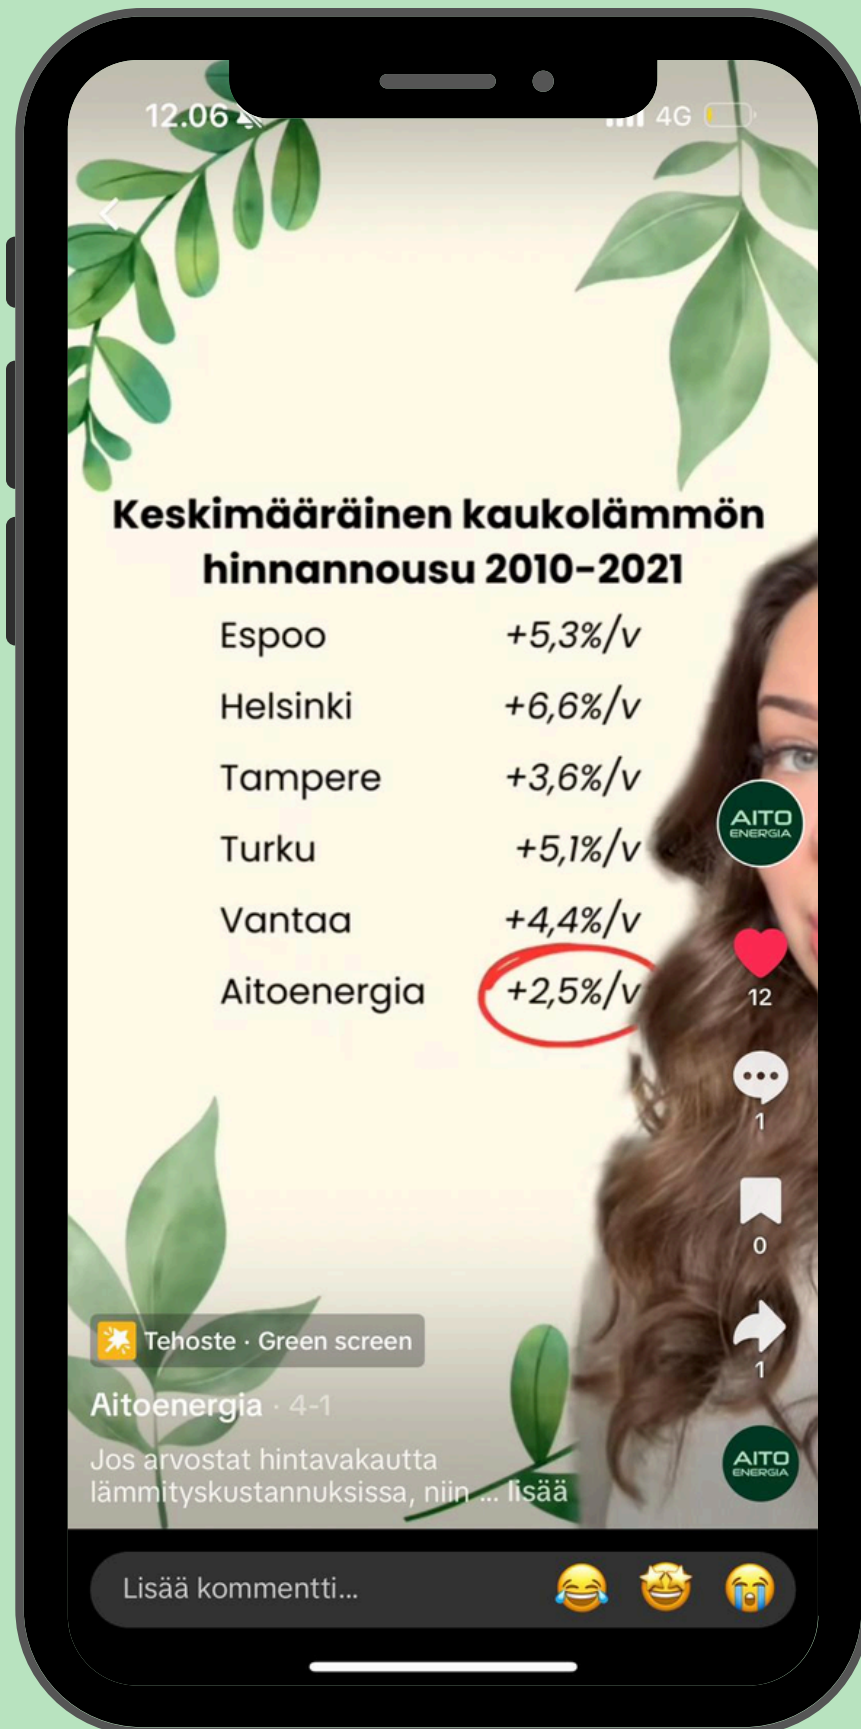 12.06
4G
Keskimääräinen kaukolämmön
hinnannousu 2010-2021
Espoo +5,3%/v
Helsinki +6,6%/v
Tampere +3,6%/v
Turku +5,1%/v
Vantaa +4,4%/v
Aitoenergia +2,5%/v
AITO
ENERGIA
12
1
0
1
Tehoste · Green screen
Aitoenergia · 4-1
Jos arvostat hintavakautta
lämmityskustannuksissa, niin ... lisää
AITO
ENERGIA
Lisää kommentti...